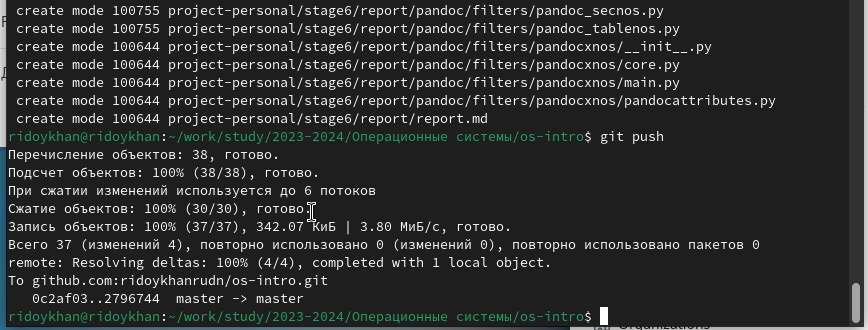 create mode 100755 project-personal/stage6/report/pandoc/filters/pandoc_secnos.py
create mode 100755 project-personal/stage6/report/pandoc/filters/pandoc_tablenos.py
create mode 100644 project-personal/stage6/report/pandoc/filters/pandocxnos/__init__.py
create mode 100644 project-personal/stage6/report/pandoc/filters/pandocxnos/core.py
create mode 100644 project-personal/stage6/report/pandoc/filters/pandocxnos/main.py
create mode 100644 project-personal/stage6/report/pandoc/filters/pandocxnos/pandocattributes.py
create mode 100644 project-personal/stage6/report/report.md
ridoykhan@ridoykhan:~/work/study/2023-2024/Операционные системы/os-intro$ git push
Перечисление объектов: 38, готово.
Подсчет объектов: 100% (38/38), готово.
При сжатии изменений используется до 6 потоков
Сжатие объектов: 100% (30/30), готово.
Запись объектов: 100% (37/37), 342.07 КиБ | 3.80 МиБ/с, готово.
Всего 37 (изменений 4), повторно использовано 0 (изменений 0), повторно использовано пакетов 0
remote: Resolving deltas: 100% (4/4), completed with 1 local object.
To github.com:ridoykhanrudn/os-intro.git
0c2af03..2796744  master -> master
ridoykhan@ridoykhan:~/work/study/2023-2024/Операционные системы/os-intro$